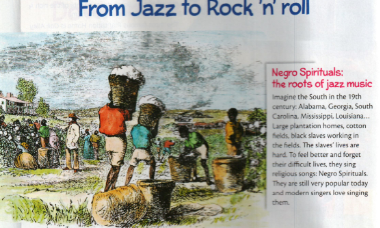 From Jazz to Rock 'n' roll
Negro Spirituals:
the roots of jazz music
Imagine the South in the 19th
century: Alabama, Georgia, South
Carolina, Mississippi, Louisiana...
Large plantation homes, cotton
fields, black slaves working in
the fields. The slaves' lives are
hard. To feel better and forget
their difficult lives, they sing
religious songs: Negro Spirituals.
They are still very popular today
and modern singers love singing
them.